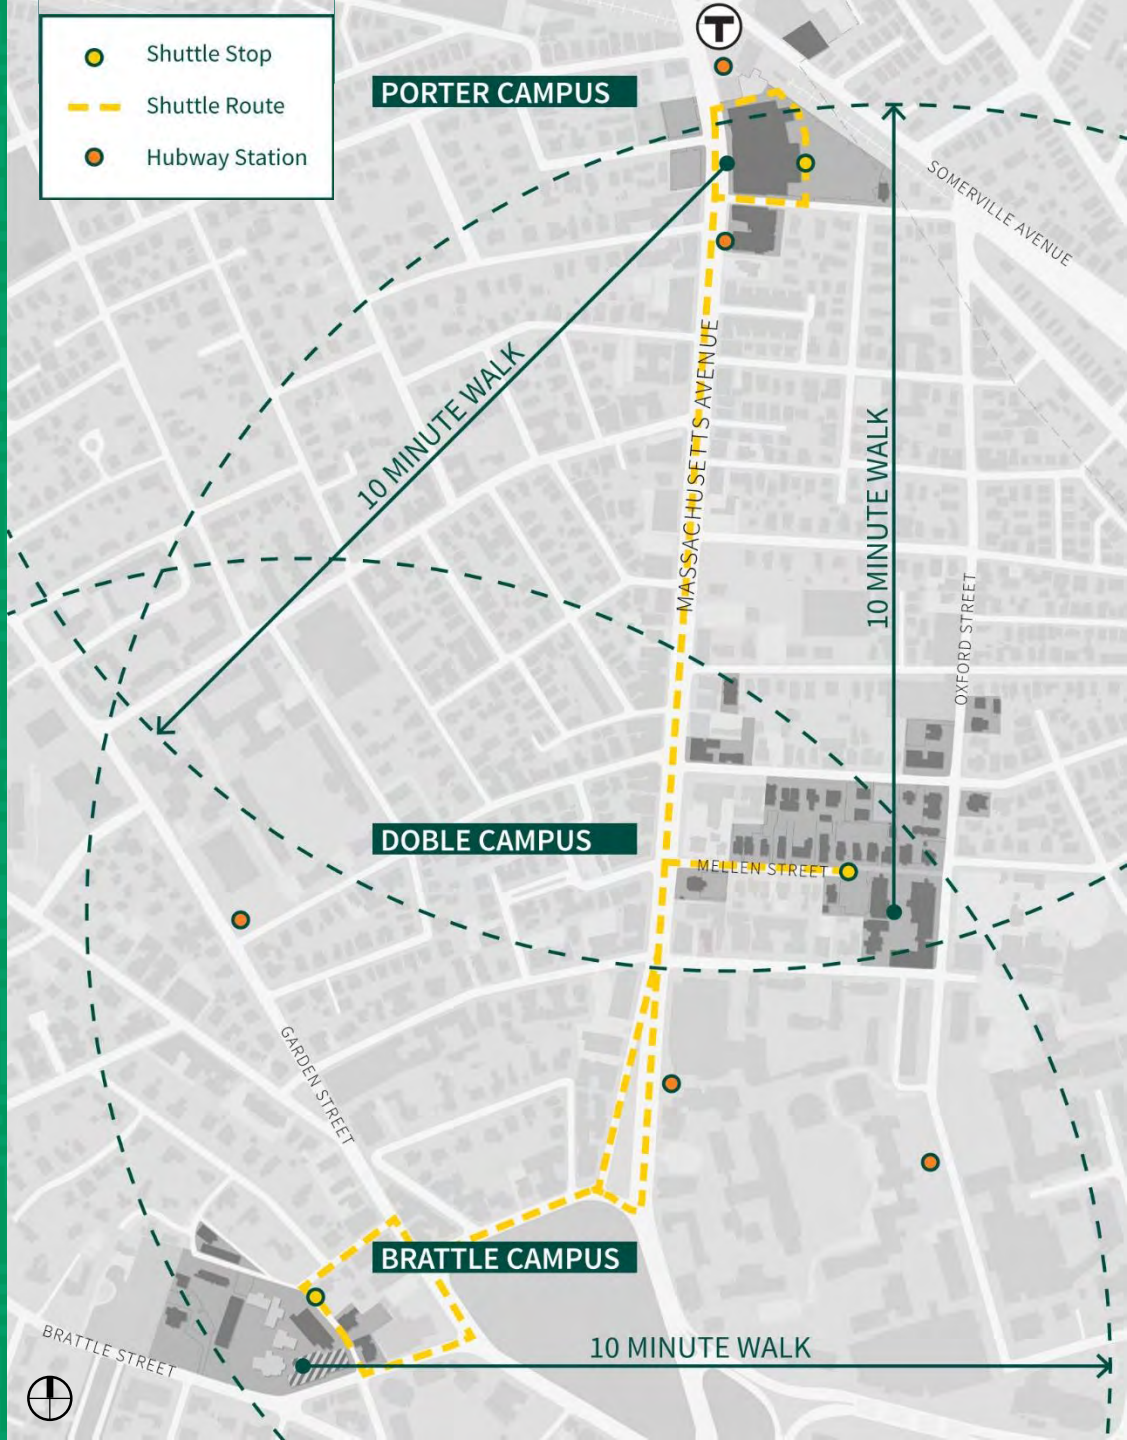 Shuttle Stop
Shuttle Route
Hubway Station
T
PORTER CAMPUS
SOMERVILLE AVENUE
10 MINUTE WALK
MASSACHUSETTS AVENUE
10 MINUTE WALK
OXFORD STREET
DOBLE CAMPUS
MELLEN STREET
GARDEN STREET
BRATTLE CAMPUS
BRATTLE STREET
10 MINUTE WALK